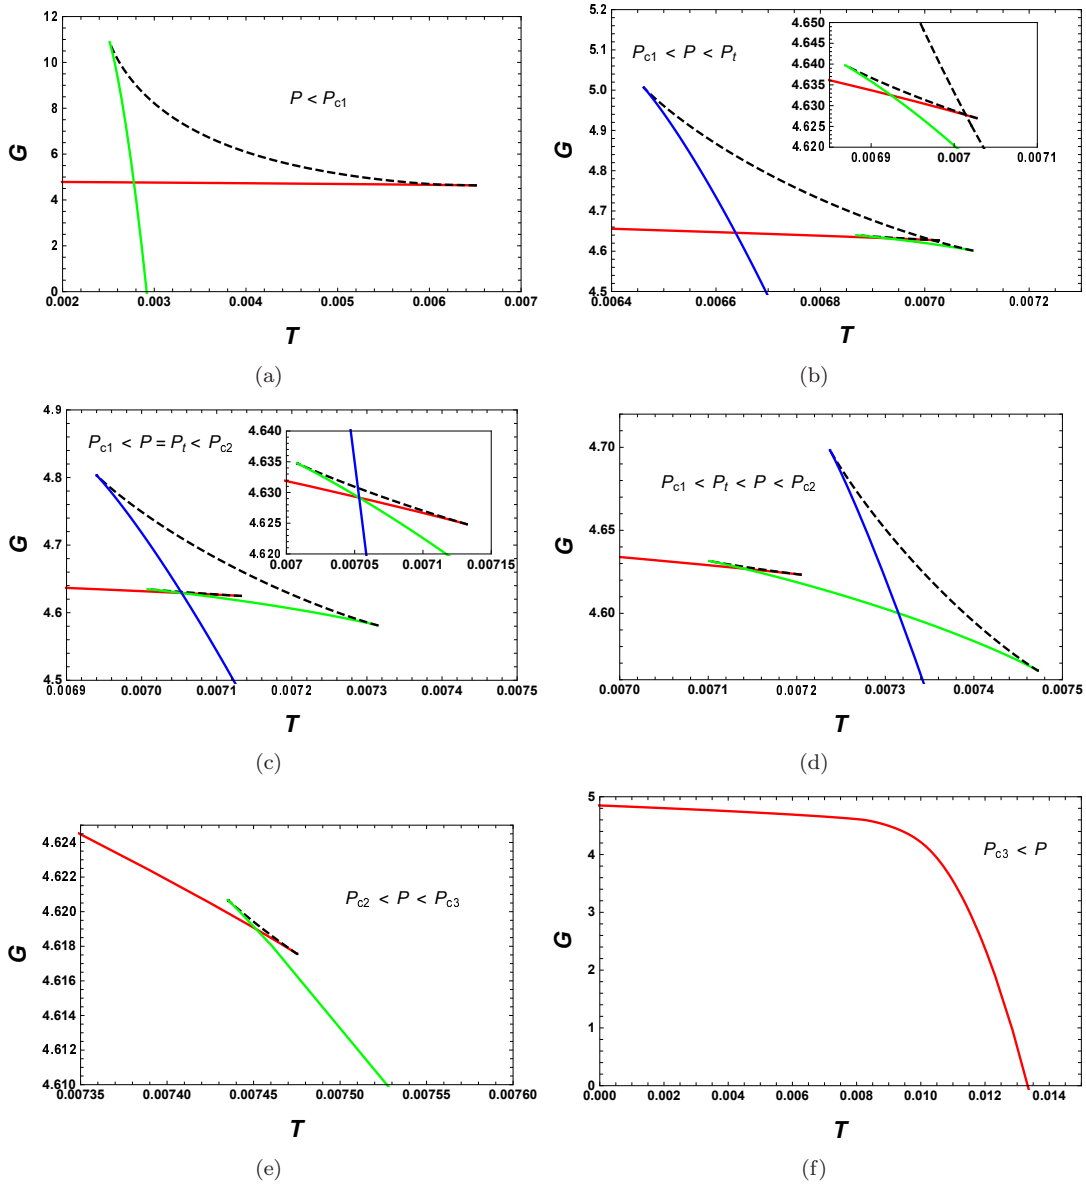 P < Pc1
G
12
10
8
6
4
2
0
0.002 0.003 0.004 0.005 0.006 0.007
T
(a)
Pc1 < P < Pt
G
5.2
5.1
5.0
4.9
4.8
4.7
4.6
4.5
0.0064 0.0066 0.0068 0.0070 0.0072
T
4.650
4.645
4.640
4.635
4.630
4.625
4.620
0.0069 0.007 0.0071
(b)
Pc1 < P = Pt < Pc2
G
4.9
4.8
4.7
4.6
4.5
0.0069 0.0070 0.0071 0.0072 0.0073 0.0074 0.0075
T
4.640
4.635
4.630
4.625
4.620
0.007 0.00705 0.0071 0.00715
(c)
Pc1 < Pt < P < Pc2
G
4.70
4.65
4.60
0.0070 0.0071 0.0072 0.0073 0.0074 0.0075
T
(d)
Pc2 < P < Pc3
G
4.624
4.622
4.620
4.618
4.616
4.614
4.612
4.610
0.00735 0.00740 0.00745 0.00750 0.00755 0.00760
T
(e)
Pc3 < P
G
5
4
3
2
1
0
0.000 0.002 0.004 0.006 0.008 0.010 0.012 0.014
T
(f)